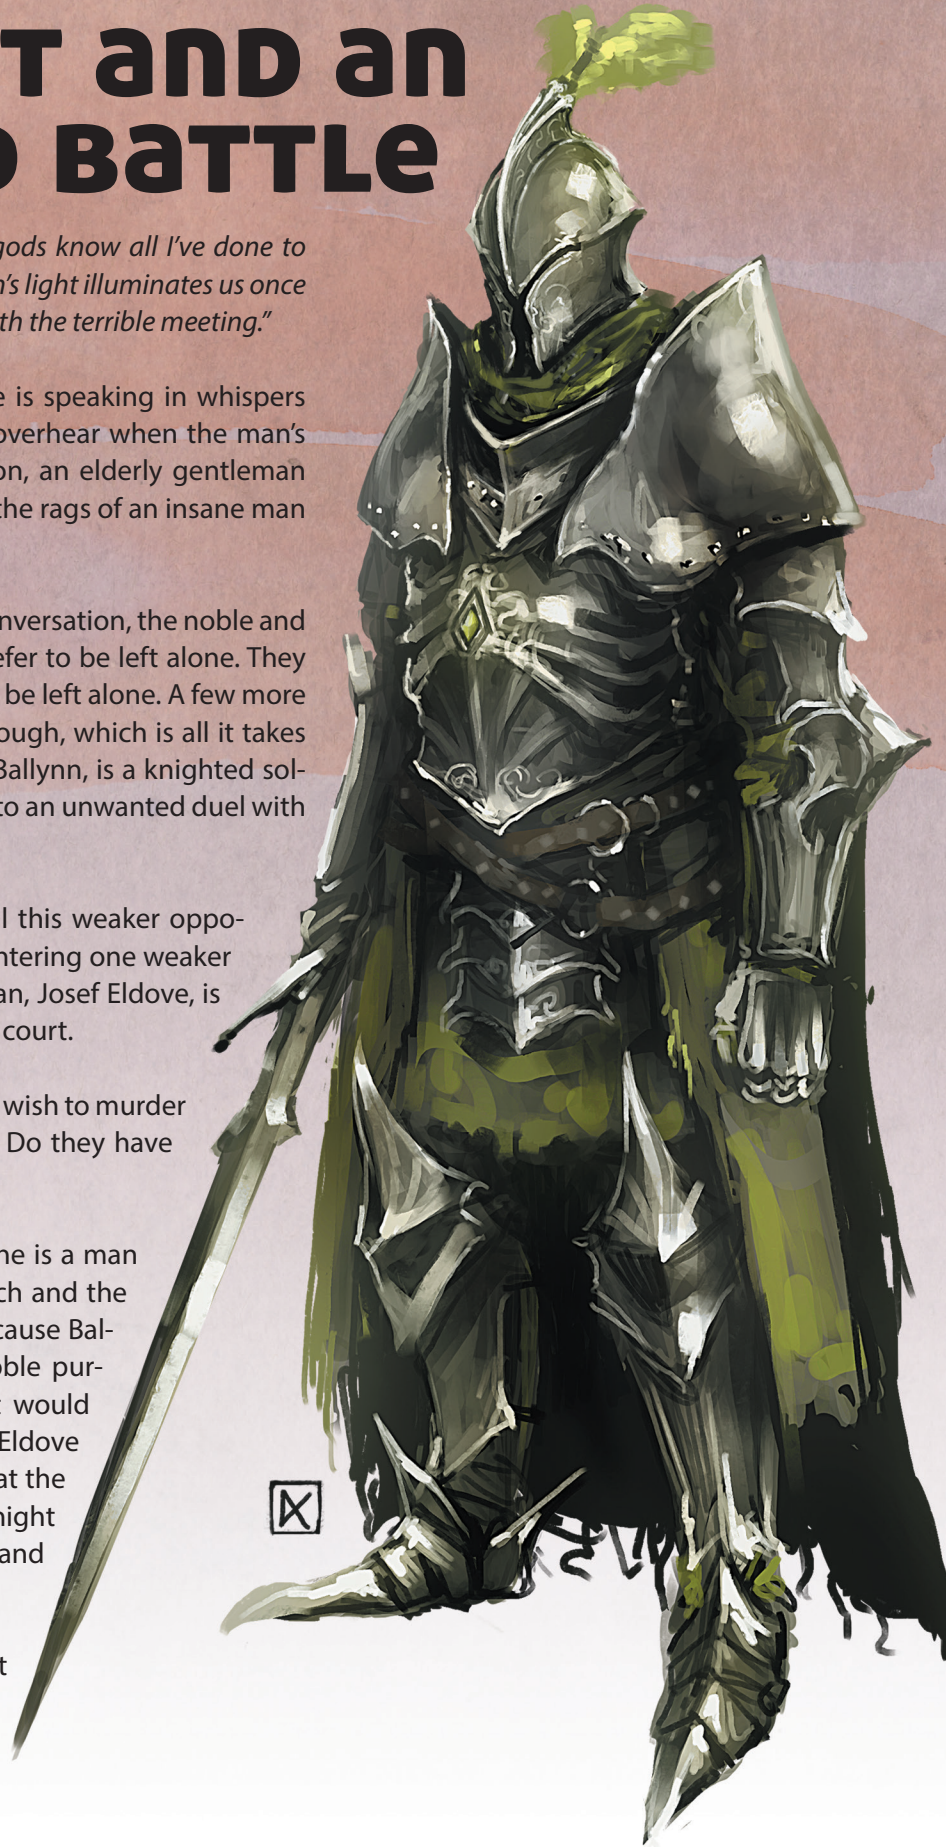 T and an
Battle
gods know all I've done to
n's light illuminates us once
th the terrible meeting."
e is speaking in whispers
overhear when the man's
on, an elderly gentleman
the rags of an insane man
nversation, the noble and
efer to be left alone. They
be left alone. A few more
ough, which is all it takes
Ballynn, is a knighted sol-
to an unwanted duel with
l this weaker oppo-
ntering one weaker
an, Josef Eldove, is
court.
wish to murder
Do they have
he is a man
ch and the
cause Bal-
oble pur-
t would
Eldove
at the
night
and
t